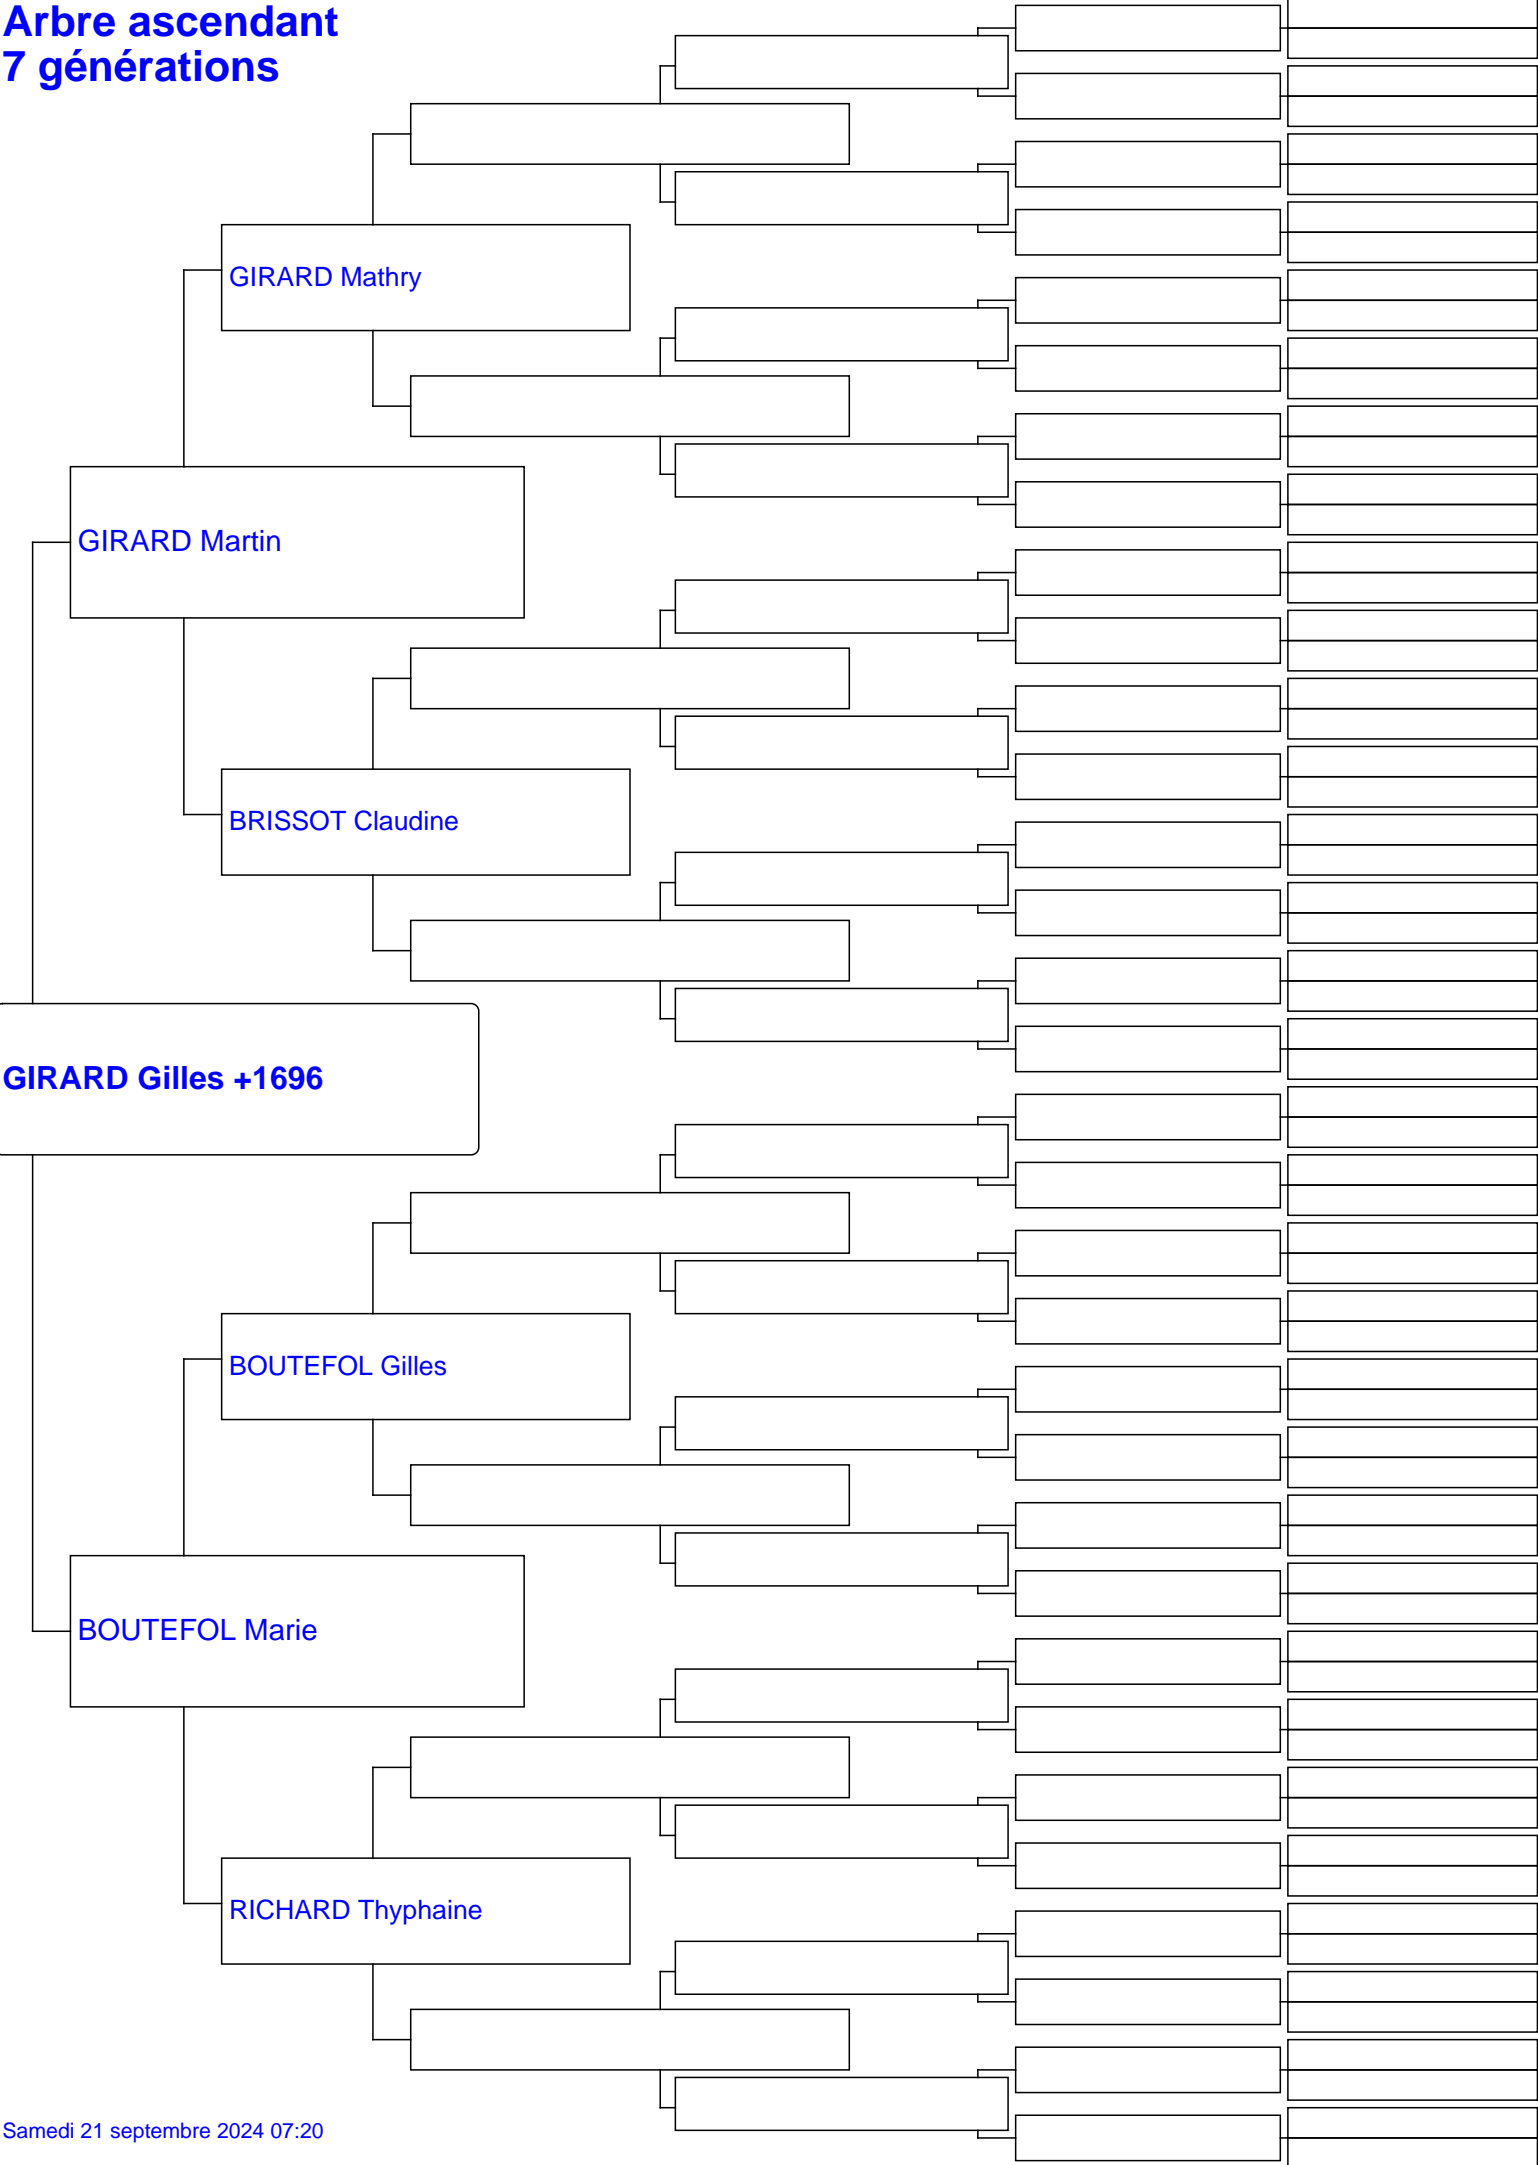 Arbre ascendant
7 générations
GIRARD Mathry
GIRARD Martin
BRISSOT Claudine
GIRARD Gilles +1696
BOUTEFOL Gilles
BOUTEFOL Marie
RICHARD Thyphaine
Samedi 21 septembre 2024 07:20